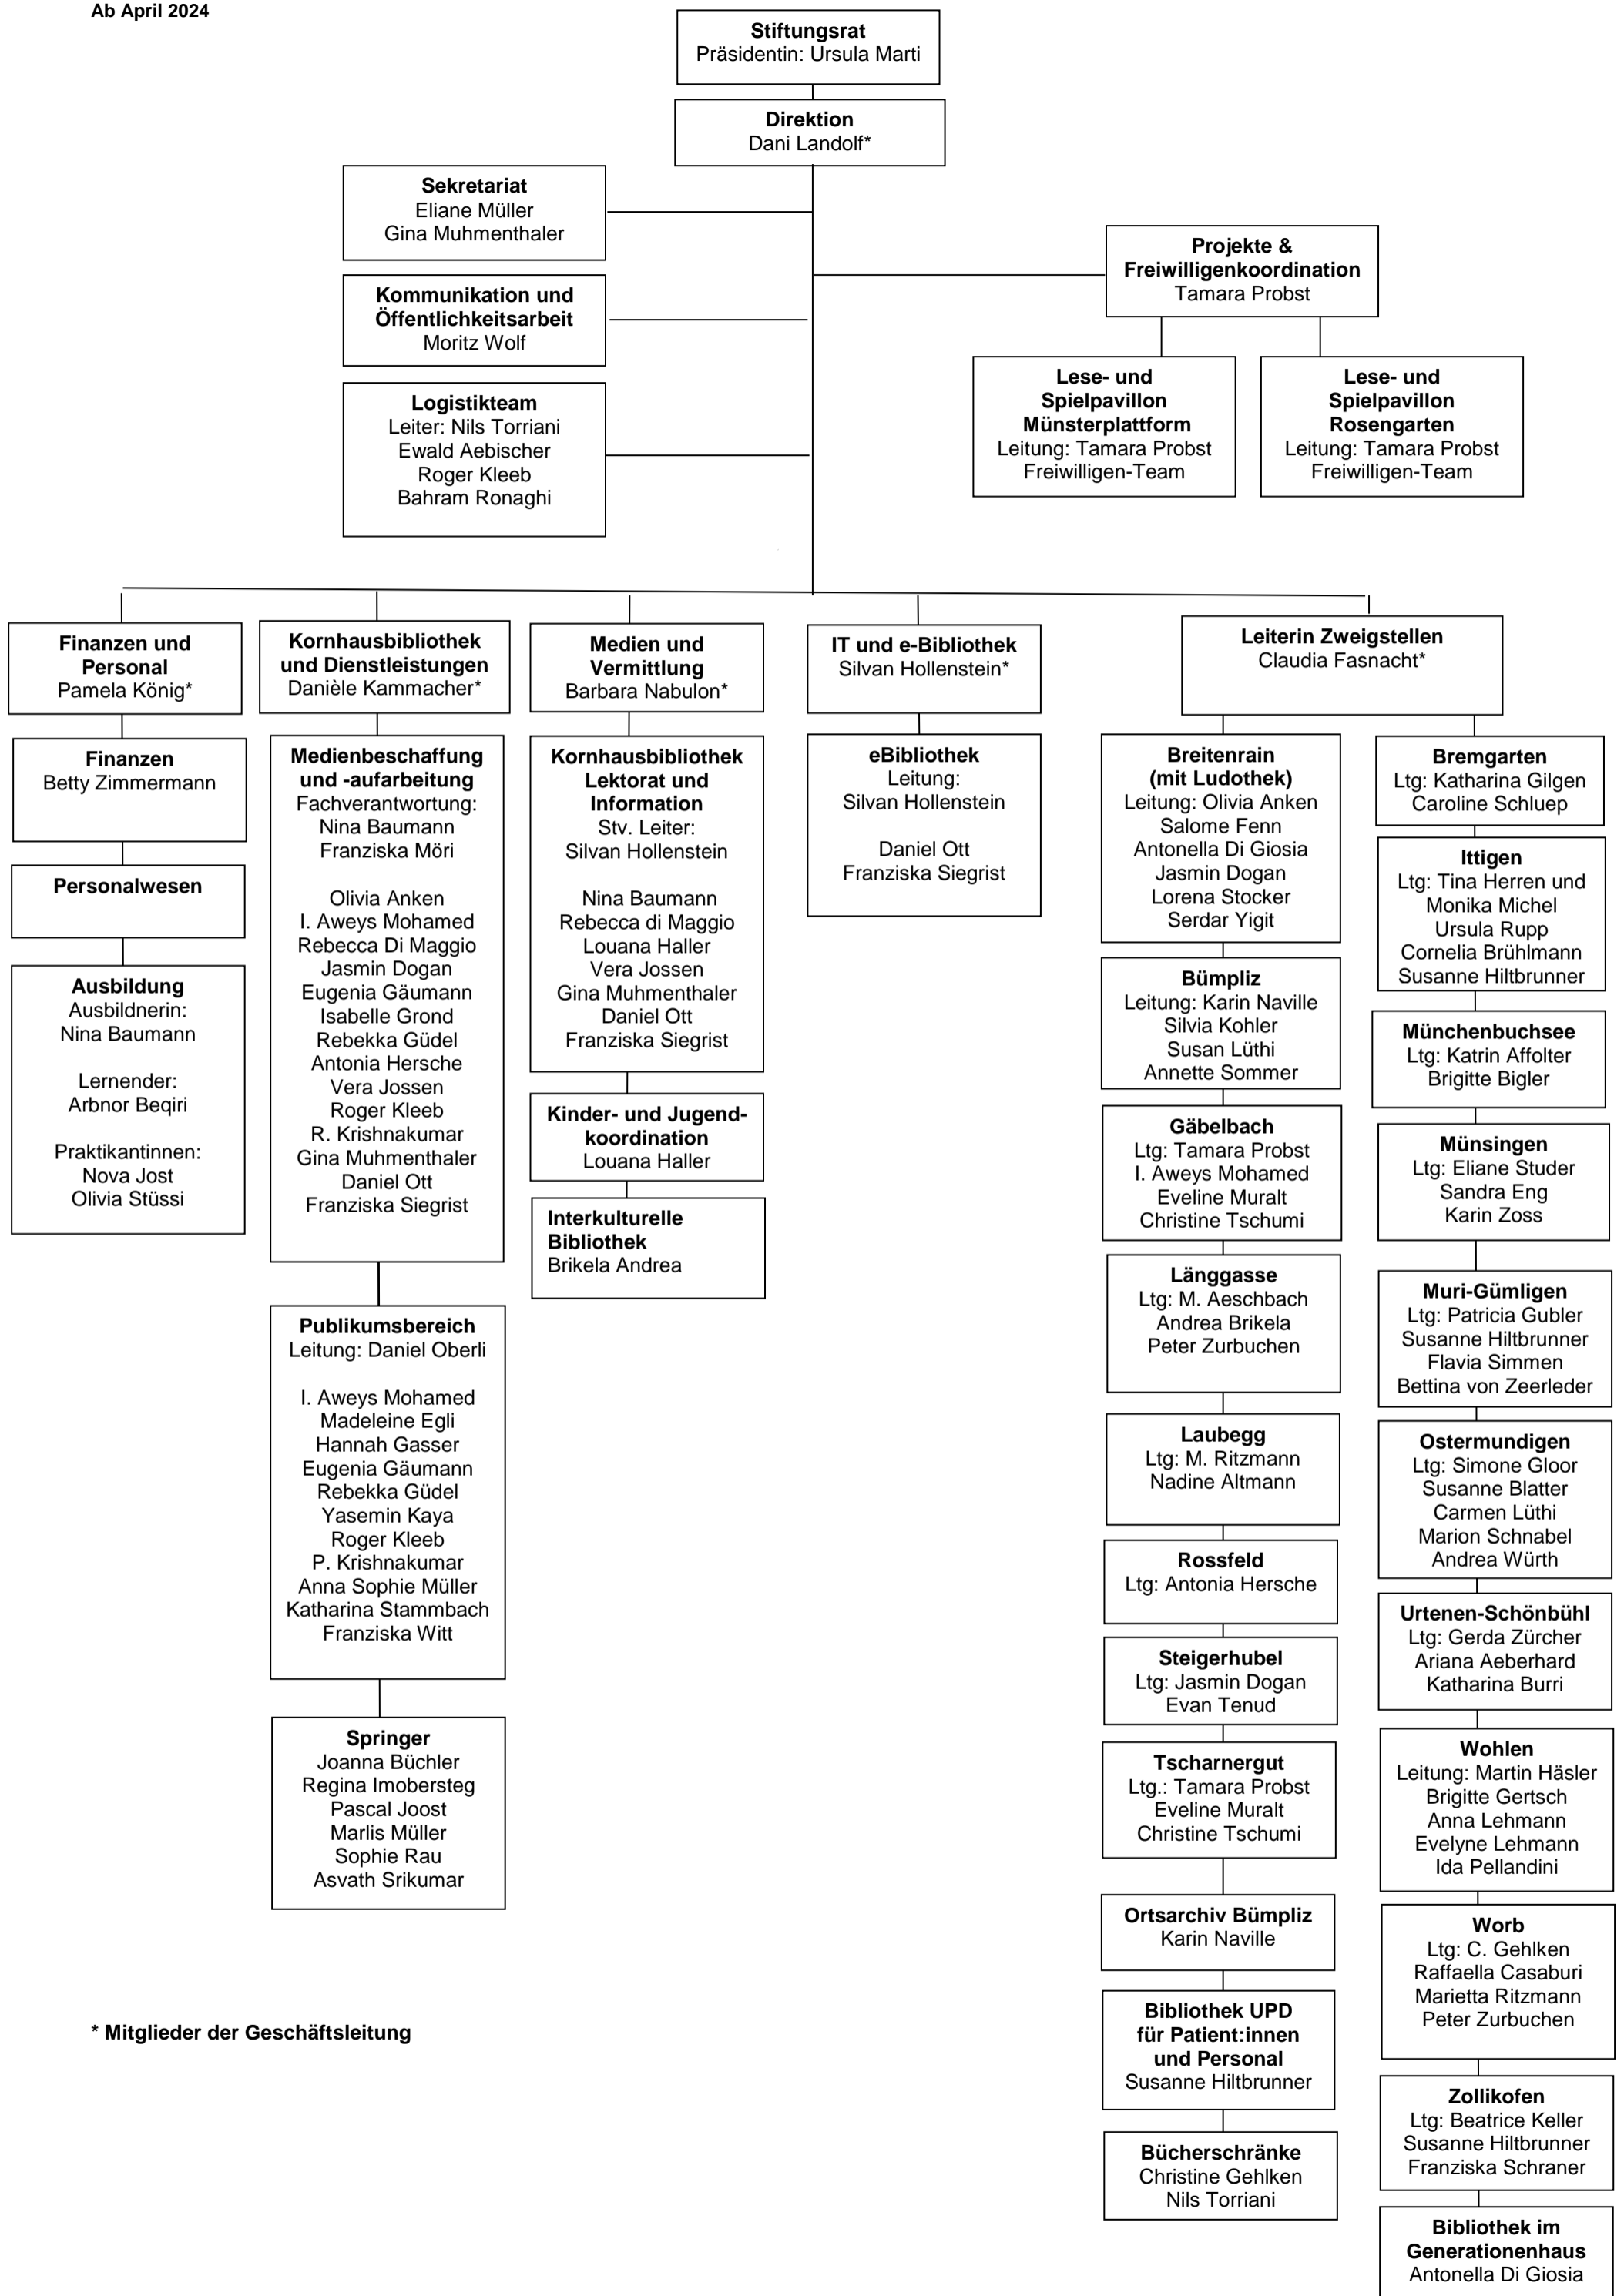 Ab April 2024
Stiftungsrat
Präsidentin: Ursula Marti
Direktion
Dani Landolf*
Sekretariat
Eliane Müller
Gina Muhmenthaler
Kommunikation und
Öffentlichkeitsarbeit
Moritz Wolf
Logistikteam
Leiter: Nils Torriani
Ewald Aebischer
Roger Kleeb
Bahram Ronaghi
Projekte &
Freiwilligenkoordination
Tamara Probst
Lese- und
Spielpavillon
Münsterplattform
Leitung: Tamara Probst
Freiwilligen-Team
Lese- und
Spielpavillon
Rosengarten
Leitung: Tamara Probst
Freiwilligen-Team
Finanzen und
Personal
Pamela König*
Finanzen
Betty Zimmermann
Personalwesen
Ausbildung
Ausbildnerin:
Nina Baumann
Lernender:
Arbnor Beqiri
Praktikantinnen:
Nova Jost
Olivia Stüssi
Kornhausbibliothek
und Dienstleistungen
Danièle Kammacher*
Medienbeschaffung
und -aufarbeitung
Fachverantwortung:
Nina Baumann
Franziska Möri
Olivia Anken
I. Aweys Mohamed
Rebecca Di Maggio
Jasmin Dogan
Eugenia Gäumann
Isabelle Grond
Rebekka Güdel
Antonia Hersche
Vera Jossen
Roger Kleeb
R. Krishnakumar
Gina Muhmenthaler
Daniel Ott
Franziska Siegrist
Publikumsbereich
Leitung: Daniel Oberli
I. Aweys Mohamed
Madeleine Egli
Hannah Gasser
Eugenia Gäumann
Rebekka Güdel
Yasemin Kaya
Roger Kleeb
P. Krishnakumar
Anna Sophie Müller
Katharina Stammbach
Franziska Witt
Springer
Joanna Büchler
Regina Imobersteg
Pascal Joost
Marlis Müller
Sophie Rau
Asvath Srikumar
Medien und
Vermittlung
Barbara Nabulon*
Kornhausbibliothek
Lektorat und
Information
Stv. Leiter:
Silvan Hollenstein
Nina Baumann
Rebecca di Maggio
Louana Haller
Vera Jossen
Gina Muhmenthaler
Daniel Ott
Franziska Siegrist
Kinder- und Jugend-
koordination
Louana Haller
Interkulturelle
Bibliothek
Brikela Andrea
IT und e-Bibliothek
Silvan Hollenstein*
eBibliothek
Leitung:
Silvan Hollenstein
Daniel Ott
Franziska Siegrist
Leiterin Zweigstellen
Claudia Fasnacht*
Breitenrain
(mit Ludothek)
Leitung: Olivia Anken
Salome Fenn
Antonella Di Giosia
Jasmin Dogan
Lorena Stocker
Serdar Yigit
Bümpliz
Leitung: Karin Naville
Silvia Kohler
Susan Lüthi
Annette Sommer
Gäbelbach
Ltg: Tamara Probst
I. Aweys Mohamed
Eveline Muralt
Christine Tschumi
Länggasse
Ltg: M. Aeschbach
Andrea Brikela
Peter Zurbuchen
Laubegg
Ltg: M. Ritzmann
Nadine Altmann
Rossfeld
Ltg: Antonia Hersche
Steigerhubel
Ltg: Jasmin Dogan
Evan Tenud
Tscharnergut
Ltg.: Tamara Probst
Eveline Muralt
Christine Tschumi
Ortsarchiv Bümpliz
Karin Naville
Bibliothek UPD
für Patient:innen
und Personal
Susanne Hiltbrunner
Bücherschränke
Christine Gehlken
Nils Torriani
Bremgarten
Ltg: Katharina Gilgen
Caroline Schluep
Ittigen
Ltg: Tina Herren und
Monika Michel
Ursula Rupp
Cornelia Brühlmann
Susanne Hiltbrunner
Münchenbuchsee
Ltg: Katrin Affolter
Brigitte Bigler
Münsingen
Ltg: Eliane Studer
Sandra Eng
Karin Zoss
Muri-Gümligen
Ltg: Patricia Gubler
Susanne Hiltbrunner
Flavia Simmen
Bettina von Zeerleder
Ostermundigen
Ltg: Simone Gloor
Susanne Blatter
Carmen Lüthi
Marion Schnabel
Andrea Würth
Urtenen-Schönbühl
Ltg: Gerda Zürcher
Ariana Aeberhard
Katharina Burri
Wohlen
Leitung: Martin Häsler
Brigitte Gertsch
Anna Lehmann
Evelyne Lehmann
Ida Pellandini
Worb
Ltg: C. Gehlken
Raffaella Casaburi
Marietta Ritzmann
Peter Zurbuchen
Zollikofen
Ltg: Beatrice Keller
Susanne Hiltbrunner
Franziska Schraner
Bibliothek im
Generationenhaus
Antonella Di Giosia
* Mitglieder der Geschäftsleitung